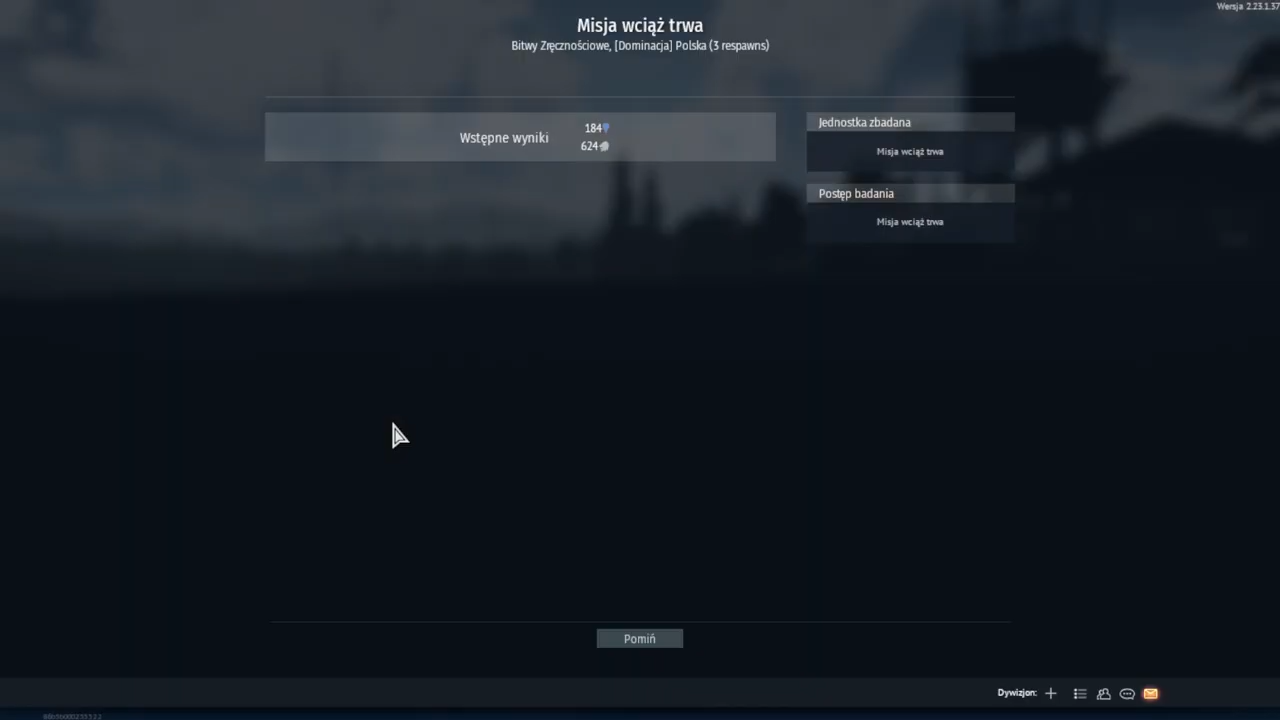 Wersja 2.23.1.37
Misja wciąż trwa
Bitwy Zręcznościowe, [Dominacja] Polska (3 respawns)
Wstępne wyniki
184
624
Jednostka zbadana
Misja wciąż trwa
Postęp badania
Misja wciąż trwa
Pomiń
Dywizjon: